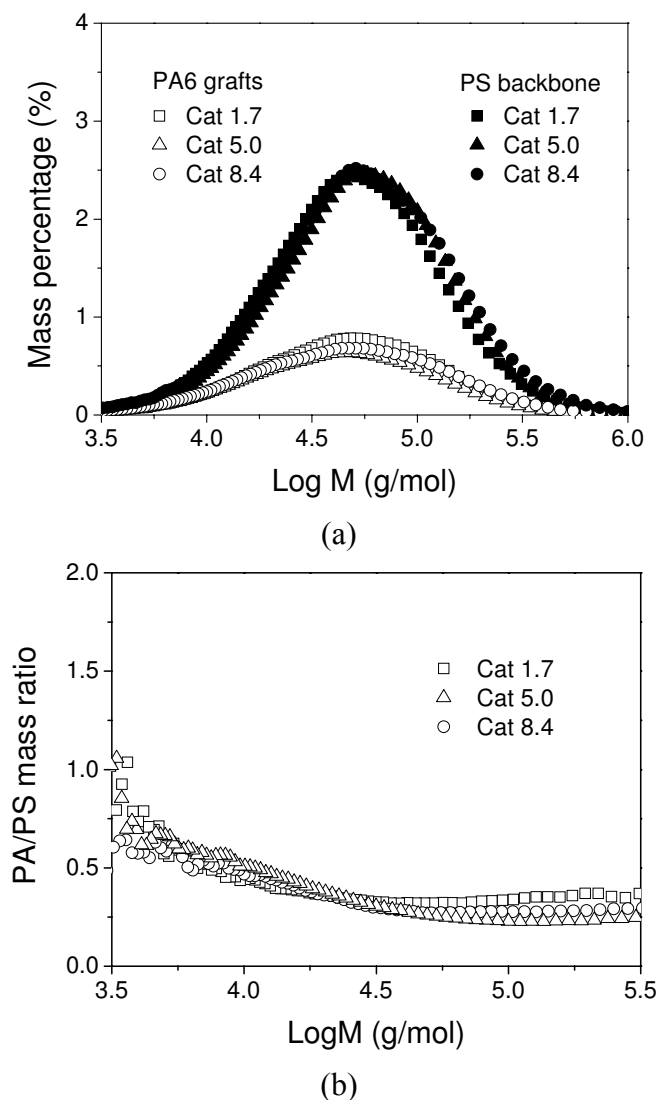 4
3
2
1
0
Mass percentage (%)
PA6 grafts
□ Cat 1.7
△ Cat 5.0
○ Cat 8.4
PS backbone
■ Cat 1.7
▲ Cat 5.0
● Cat 8.4
3.5 4.0 4.5 5.0 5.5 6.0
Log M (g/mol)
(a)
2.0
1.5
1.0
0.5
0.0
PA/PS mass ratio
□ Cat 1.7
△ Cat 5.0
○ Cat 8.4
3.5 4.0 4.5 5.0 5.5
LogM (g/mol)
(b)